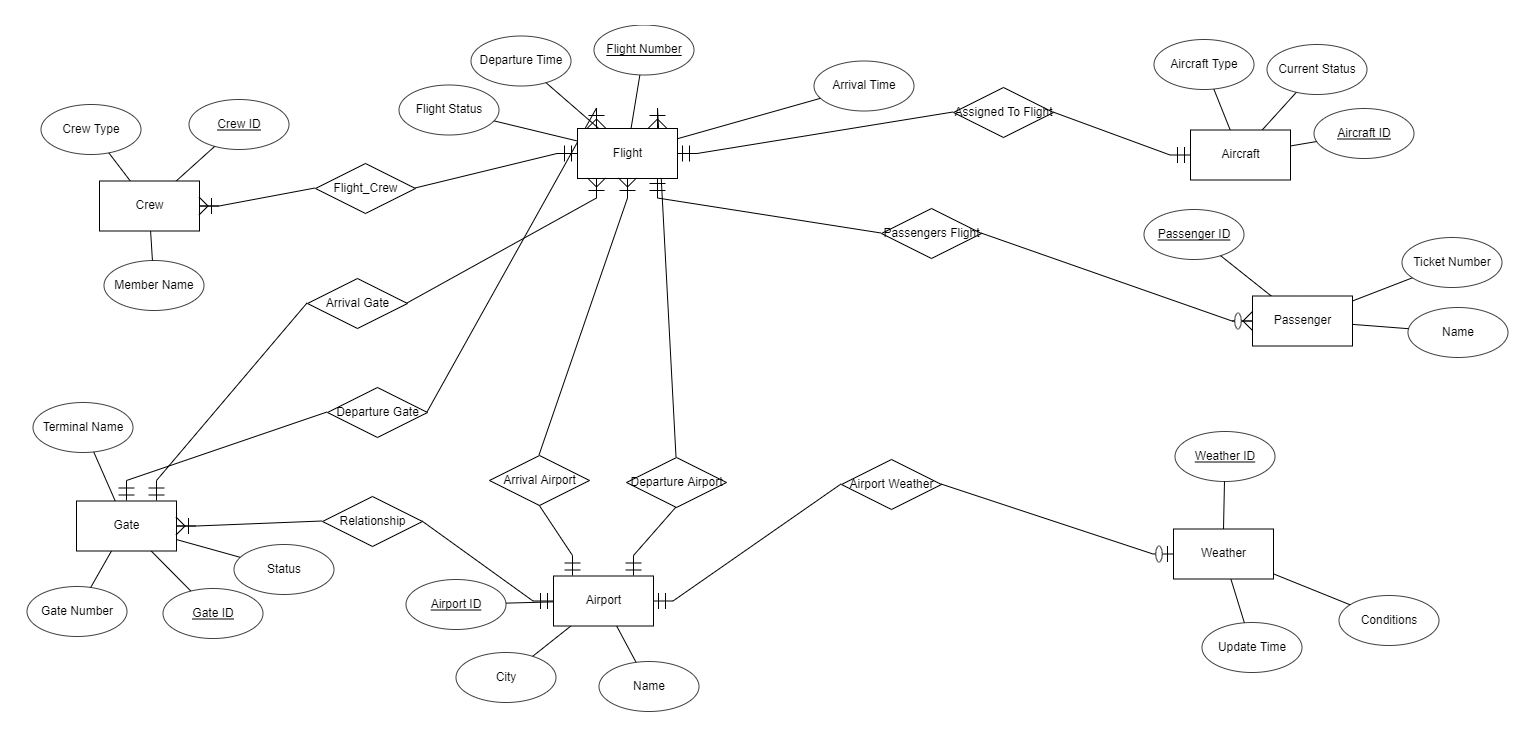 Flight Number
Departure Time
Aircraft Type
Current Status
Arrival Time
Flight Status
Assigned To Flight
Crew Type
Crew ID
Aircraft ID
Flight
Aircraft
Flight_Crew
Crew
Passengers Flight
Passenger ID
Ticket Number
Member Name
Arrival Gate
Passenger
Name
Departure Gate
Terminal Name
Weather ID
Arrival Airport
Departure Airport
Airport Weather
Relationship
Gate
Weather
Status
Airport ID
Airport
Gate Number
Gate ID
Conditions
Update Time
City
Name